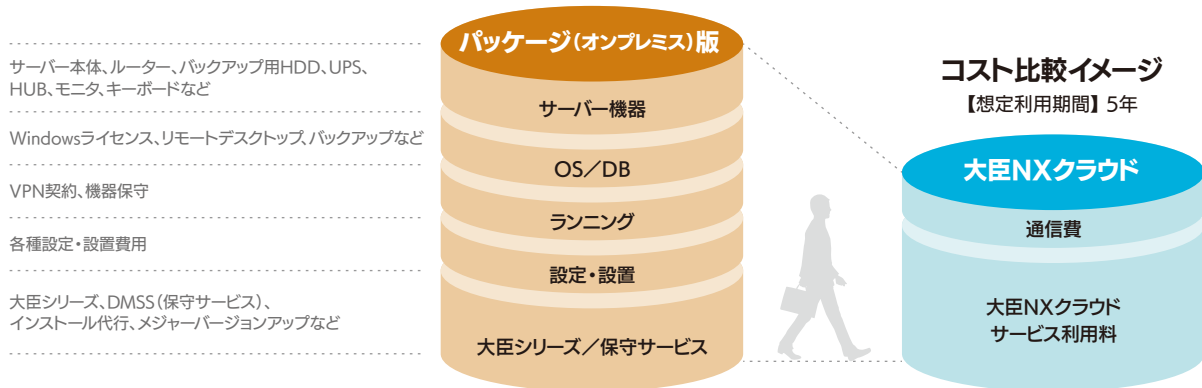 パッケージ（オンプレミス）版
サーバー本体、ルーター、バックアップ用HDD、UPS、
HUB、モニタ、キーボードなど
サーバー機器
Windowsライセンス、リモートデスクトップ、バックアップなど
OS／DB
VPN契約、機器保守
ランニング
各種設定・設置費用
設定・設置
大臣シリーズ、DMSS（保守サービス）、
インストール代行、メジャーバージョンアップなど
大臣シリーズ／保守サービス
コスト比較イメージ
【想定利用期間】5年
大臣NXクラウド
通信費
大臣NXクラウド
サービス利用料